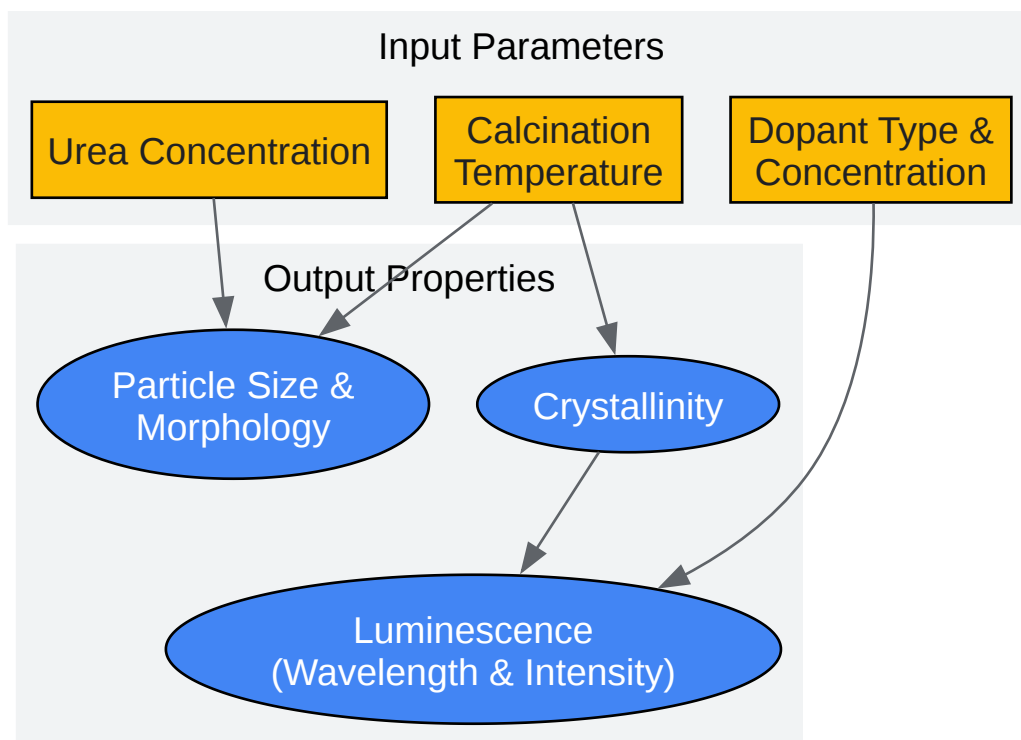 Input Parameters
Urea Concentration
Calcination
Temperature
Dopant Type &
Concentration
Output Properties
Particle Size &
Morphology
Crystallinity
Luminescence
(Wavelength & Intensity)